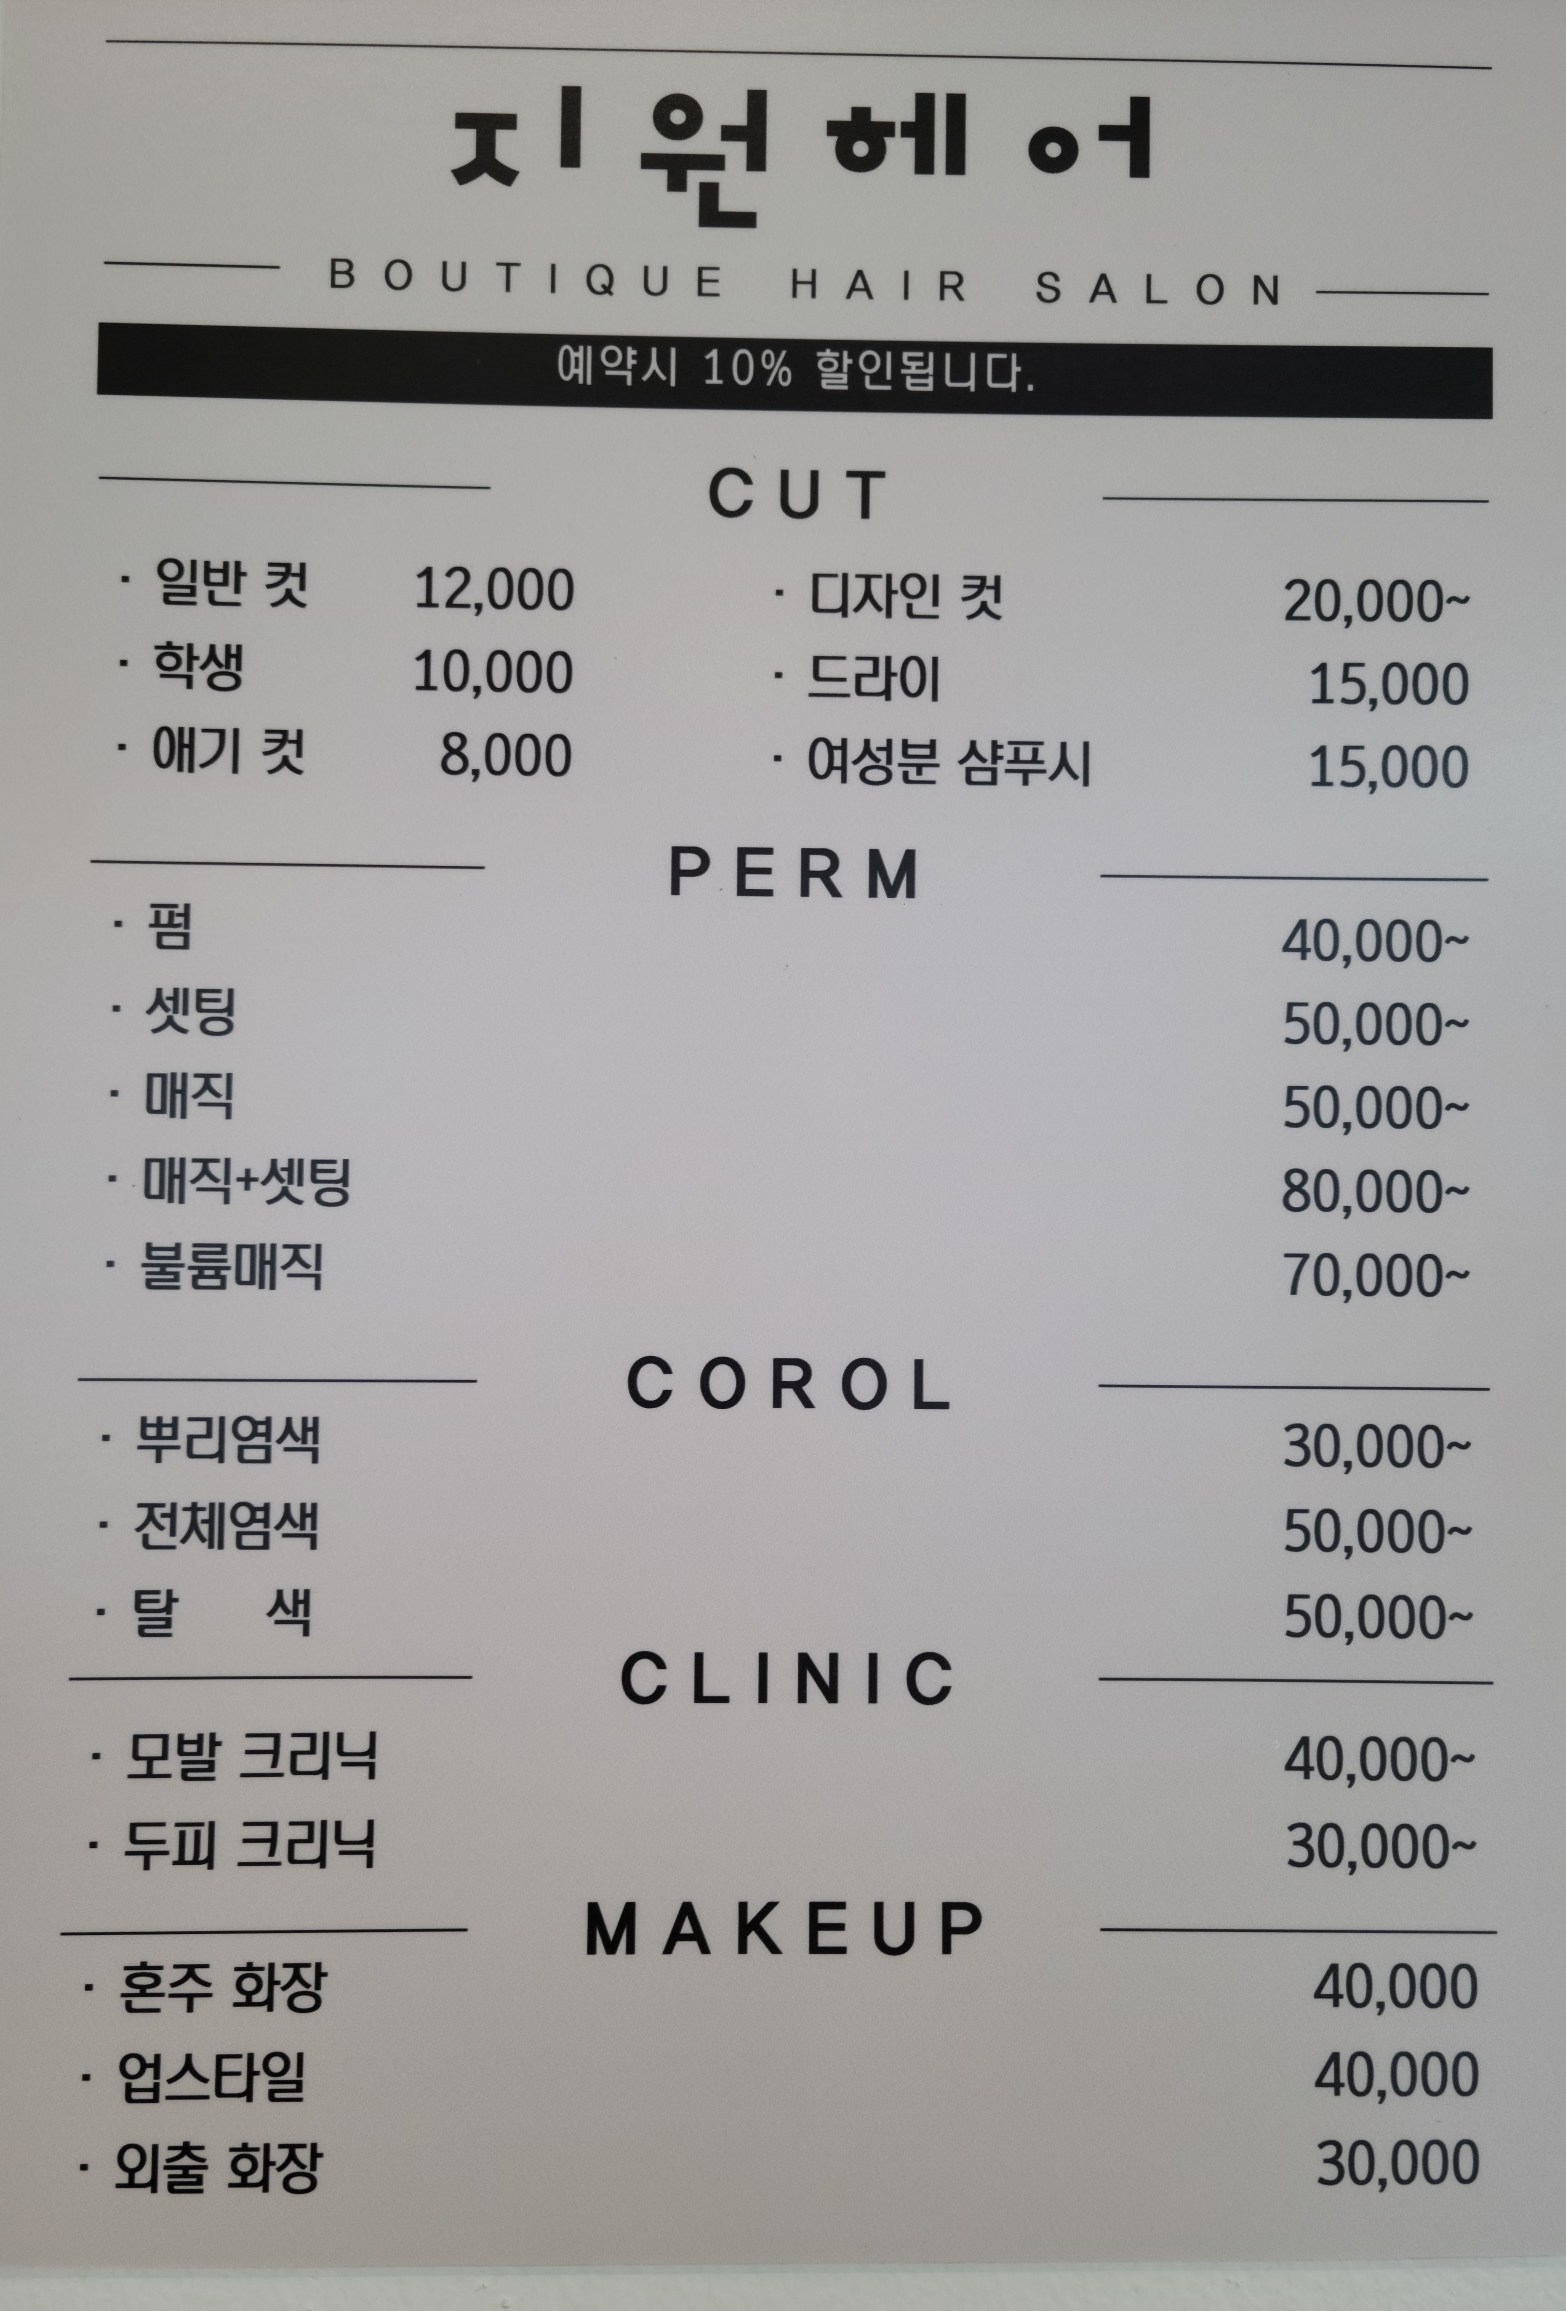 지원헤어
BOUTIQUE HAIR SALON
예약시 10% 할인됩니다.
CUT
· 일반 컷 12,000 · 디자인 컷 20,000~
· 학생 10,000 · 드라이 15,000
· 애기 컷 8,000 · 여성분 샴푸시 15,000
PERM
· 펌 40,000~
· 셋팅 50,000~
· 매직 50,000~
· 매직+셋팅 80,000~
· 불륨매직 70,000~
COROL
· 뿌리염색 30,000~
· 전체염색 50,000~
· 탈 색 50,000~
CLINIC
· 모발 크리닉 40,000~
· 두피 크리닉 30,000~
MAKEUP
· 혼주 화장 40,000
· 업스타일 40,000
· 외출 화장 30,000